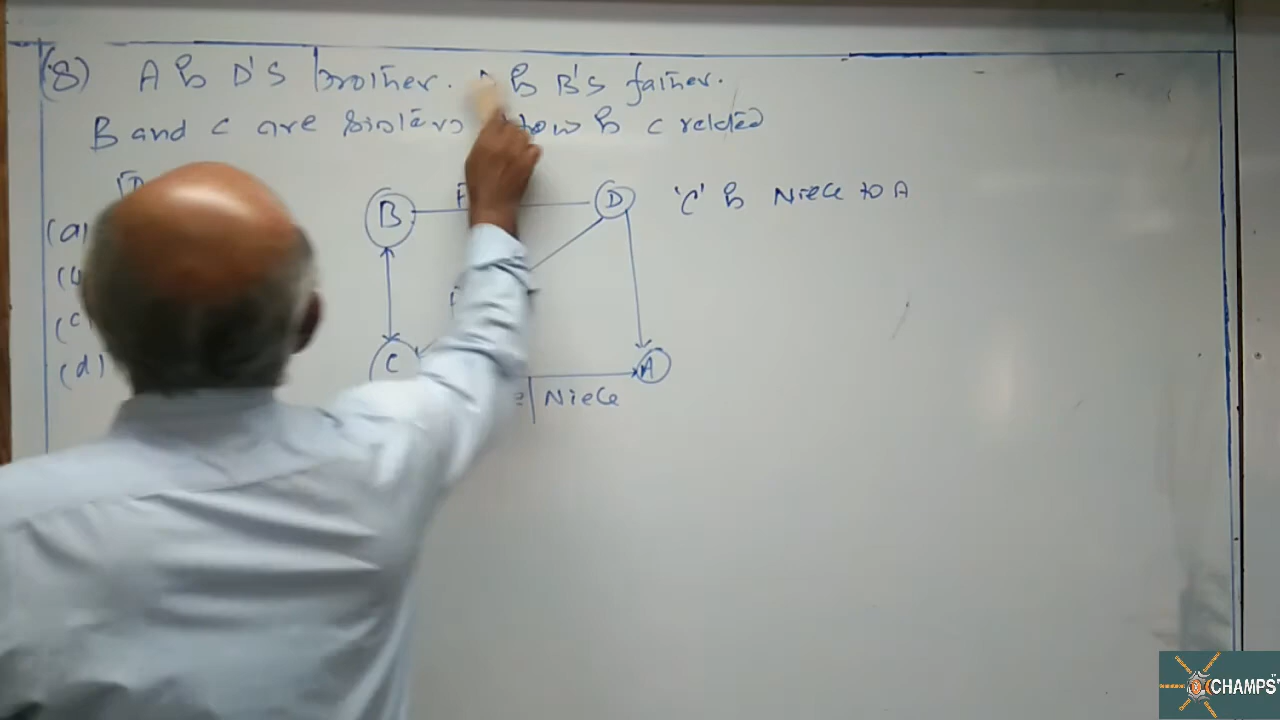 (8) A is D'S brother. D is B'S father.
B and C are Sisters How is C related
(a)
(c)
(d)
B
D
'C' is Niece to A
C
A
Niece
CHAMPS